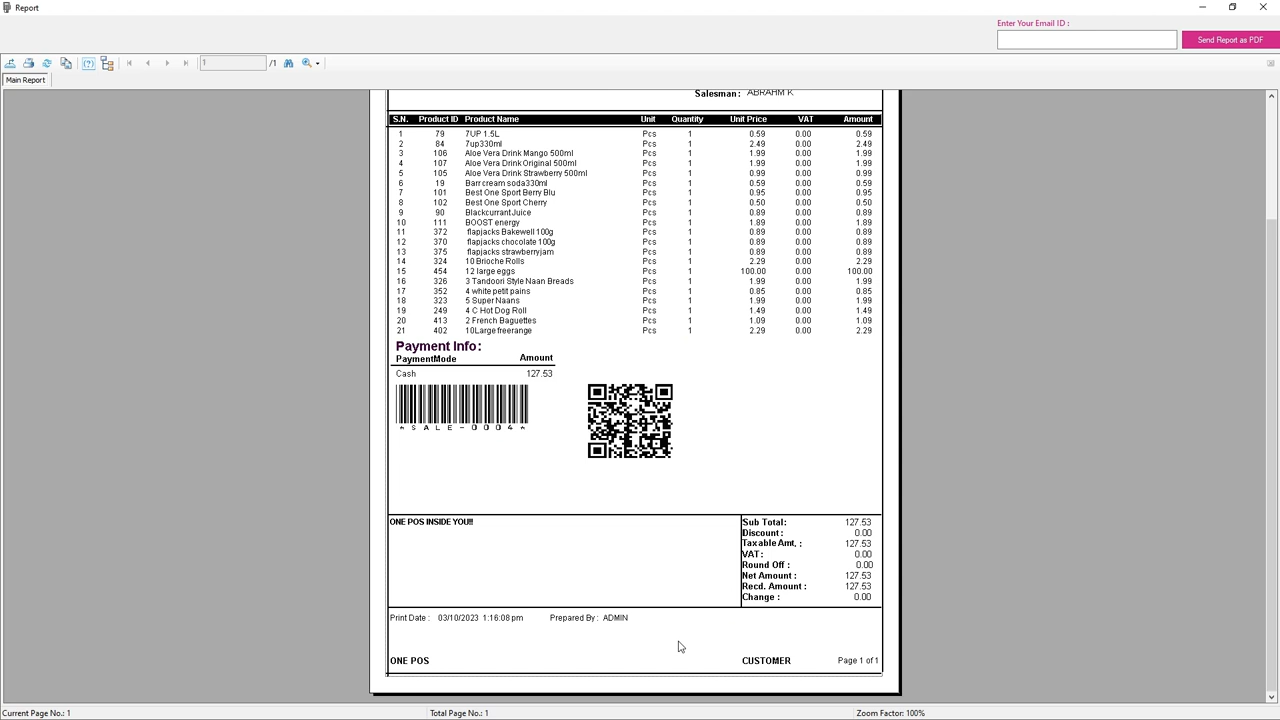 Report
Enter Your Email ID :
Send Report as PDF
1 /1
Main Report
Salesman : ABRAHM K
S.N. Product ID Product Name Unit Quantity Unit Price VAT Amount
1 79 7UP 1.5L Pcs 1 0.59 0.00 0.59
2 84 7up330ml Pcs 1 2.49 0.00 2.49
3 106 Aloe Vera Drink Mango 500ml Pcs 1 1.99 0.00 1.99
4 107 Aloe Vera Drink Original 500ml Pcs 1 1.99 0.00 1.99
5 105 Aloe Vera Drink Strawberry 500ml Pcs 1 0.99 0.00 0.99
6 19 Barr cream soda330ml Pcs 1 0.59 0.00 0.59
7 101 Best One Sport Berry Blu Pcs 1 0.95 0.00 0.95
8 102 Best One Sport Cherry Pcs 1 0.50 0.00 0.50
9 90 Blackcurrant Juice Pcs 1 0.89 0.00 0.89
10 111 BOOST energy Pcs 1 1.89 0.00 1.89
11 372 flapjacks Bakewell 100g Pcs 1 0.89 0.00 0.89
12 370 flapjacks chocolate 100g Pcs 1 0.89 0.00 0.89
13 375 flapjacks strawberryjam Pcs 1 0.89 0.00 0.89
14 324 10 Brioche Rolls Pcs 1 2.29 0.00 2.29
15 454 12 large eggs Pcs 1 100.00 0.00 100.00
16 326 3 Tandoori Style Naan Breads Pcs 1 1.99 0.00 1.99
17 352 4 white petit pains Pcs 1 0.85 0.00 0.85
18 323 5 Super Naans Pcs 1 1.99 0.00 1.99
19 249 4 C Hot Dog Roll Pcs 1 1.49 0.00 1.49
20 413 2 French Baguettes Pcs 1 1.09 0.00 1.09
21 402 10Large freerange Pcs 1 2.29 0.00 2.29
Payment Info:
PaymentMode Amount
Cash 127.53
*SALE-0004*
ONE POS INSIDE YOU!!
Sub Total: 127.53
Discount : 0.00
Taxable Amt. : 127.53
VAT : 0.00
Round Off : 0.00
Net Amount : 127.53
Recd. Amount : 127.53
Change : 0.00
Print Date : 03/10/2023 1:16:08 pm Prepared By : ADMIN
ONE POS CUSTOMER Page 1 of 1
Current Page No.: 1 Total Page No.: 1 Zoom Factor: 100%